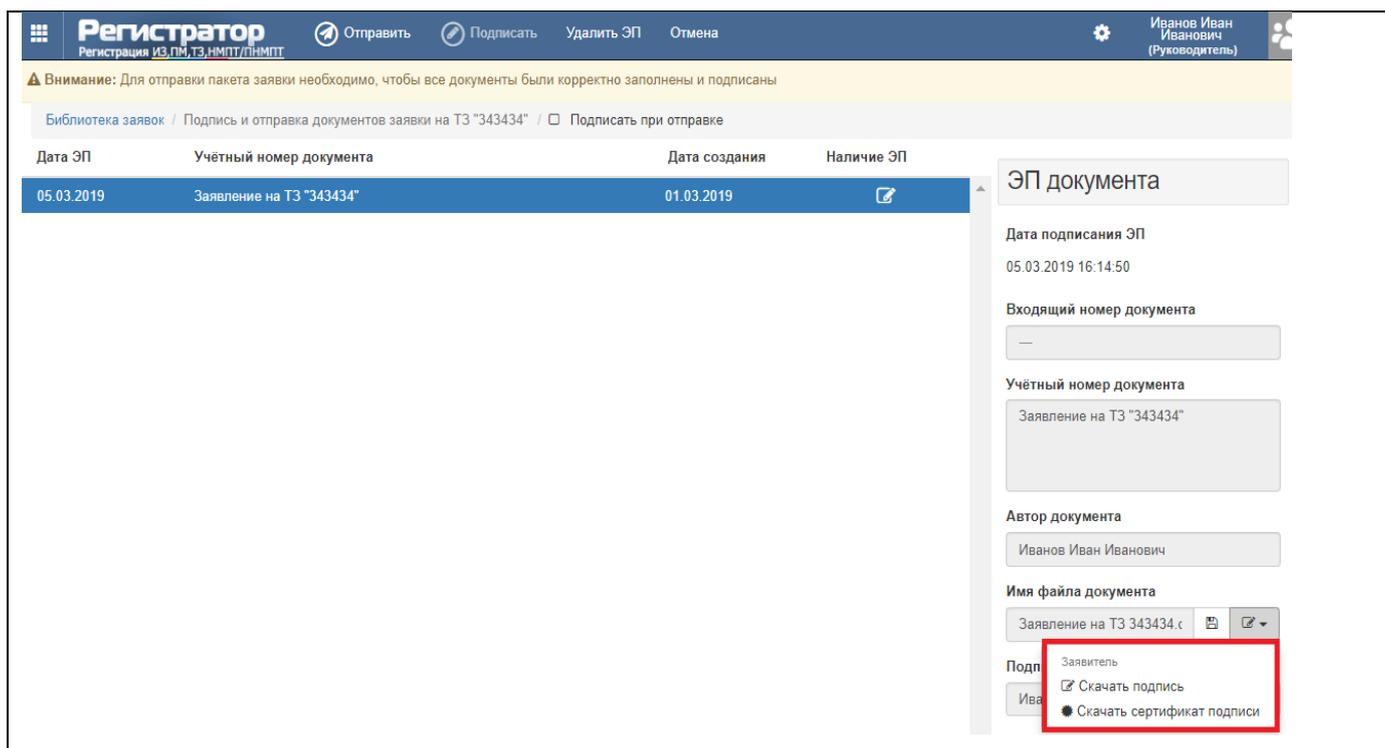 Регистратор
Регистрация ИЗ,ПМ,ТЗ,НМПТ/ПНМПТ
Отправить
Подписать
Удалить ЭП
Отмена
Иванов Иван
Иванович
(Руководитель)
Внимание: Для отправки пакета заявки необходимо, чтобы все документы были корректно заполнены и подписаны
Библиотека заявок / Подпись и отправка документов заявки на ТЗ "343434" / Подписать при отправке
Дата ЭП Учётный номер документа Дата создания Наличие ЭП
05.03.2019 Заявление на ТЗ "343434" 01.03.2019
ЭП документа
Дата подписания ЭП
05.03.2019 16:14:50
Входящий номер документа
—
Учётный номер документа
Заявление на ТЗ "343434"
Автор документа
Иванов Иван Иванович
Имя файла документа
Заявление на ТЗ 343434.
Подп
Ива
Заявитель
Скачать подпись
Скачать сертификат подписи